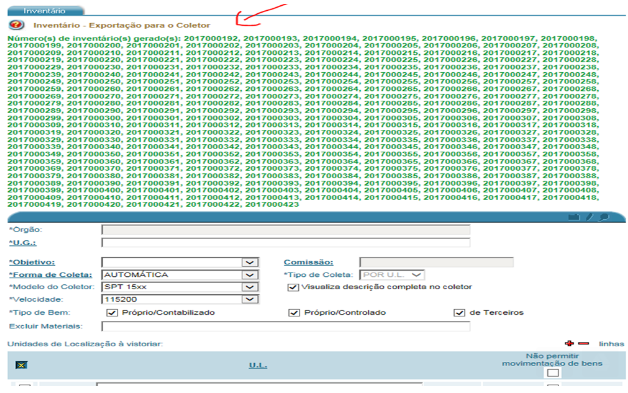 Inventário
Inventário - Exportação para o Coletor
Número(s) de inventário(s) gerado(s): 2017000192, 2017000193, 2017000194, 2017000195, 2017000196, 2017000197, 2017000198,
2017000199, 2017000200, 2017000201, 2017000202, 2017000203, 2017000204, 2017000205, 2017000206, 2017000207, 2017000208,
2017000209, 2017000210, 2017000211, 2017000212, 2017000213, 2017000214, 2017000215, 2017000216, 2017000217, 2017000218,
2017000219, 2017000220, 2017000221, 2017000222, 2017000223, 2017000224, 2017000225, 2017000226, 2017000227, 2017000228,
2017000229, 2017000230, 2017000231, 2017000232, 2017000233, 2017000234, 2017000235, 2017000236, 2017000237, 2017000238,
2017000239, 2017000240, 2017000241, 2017000242, 2017000243, 2017000244, 2017000245, 2017000246, 2017000247, 2017000248,
2017000249, 2017000250, 2017000251, 2017000252, 2017000253, 2017000254, 2017000255, 2017000256, 2017000257, 2017000258,
2017000259, 2017000260, 2017000261, 2017000262, 2017000263, 2017000264, 2017000265, 2017000266, 2017000267, 2017000268,
2017000269, 2017000270, 2017000271, 2017000272, 2017000273, 2017000274, 2017000275, 2017000276, 2017000277, 2017000278,
2017000279, 2017000280, 2017000281, 2017000282, 2017000283, 2017000284, 2017000285, 2017000286, 2017000287, 2017000288,
2017000289, 2017000290, 2017000291, 2017000292, 2017000293, 2017000294, 2017000295, 2017000296, 2017000297, 2017000298,
2017000299, 2017000300, 2017000301, 2017000302, 2017000303, 2017000304, 2017000305, 2017000306, 2017000307, 2017000308,
2017000309, 2017000310, 2017000311, 2017000312, 2017000313, 2017000314, 2017000315, 2017000316, 2017000317, 2017000318,
2017000319, 2017000320, 2017000321, 2017000322, 2017000323, 2017000324, 2017000325, 2017000326, 2017000327, 2017000328,
2017000329, 2017000330, 2017000331, 2017000332, 2017000333, 2017000334, 2017000335, 2017000336, 2017000337, 2017000338,
2017000339, 2017000340, 2017000341, 2017000342, 2017000343, 2017000344, 2017000345, 2017000346, 2017000347, 2017000348,
2017000349, 2017000350, 2017000351, 2017000352, 2017000353, 2017000354, 2017000355, 2017000356, 2017000357, 2017000358,
2017000359, 2017000360, 2017000361, 2017000362, 2017000363, 2017000364, 2017000365, 2017000366, 2017000367, 2017000368,
2017000369, 2017000370, 2017000371, 2017000372, 2017000373, 2017000374, 2017000375, 2017000376, 2017000377, 2017000378,
2017000379, 2017000380, 2017000381, 2017000382, 2017000383, 2017000384, 2017000385, 2017000386, 2017000387, 2017000388,
2017000389, 2017000390, 2017000391, 2017000392, 2017000393, 2017000394, 2017000395, 2017000396, 2017000397, 2017000398,
2017000399, 2017000400, 2017000401, 2017000402, 2017000403, 2017000404, 2017000405, 2017000406, 2017000407, 2017000408,
2017000409, 2017000410, 2017000411, 2017000412, 2017000413, 2017000414, 2017000415, 2017000416, 2017000417, 2017000418,
2017000419, 2017000420, 2017000421, 2017000422, 2017000423
*Órgão:
*U.G.:
*Objetivo: Comissão:
*Forma de Coleta: AUTOMÁTICA *Tipo de Coleta: POR U.L.
*Modelo do Coletor: SPT 15xx Visualiza descrição completa no coletor
*Velocidade: 115200
*Tipo de Bem: Próprio/Contabilizado Próprio/Controlado de Terceiros
Excluir Materiais:
Unidades de Localização à vistoriar: linhas
U.L. Não permitir
movimentação de bens